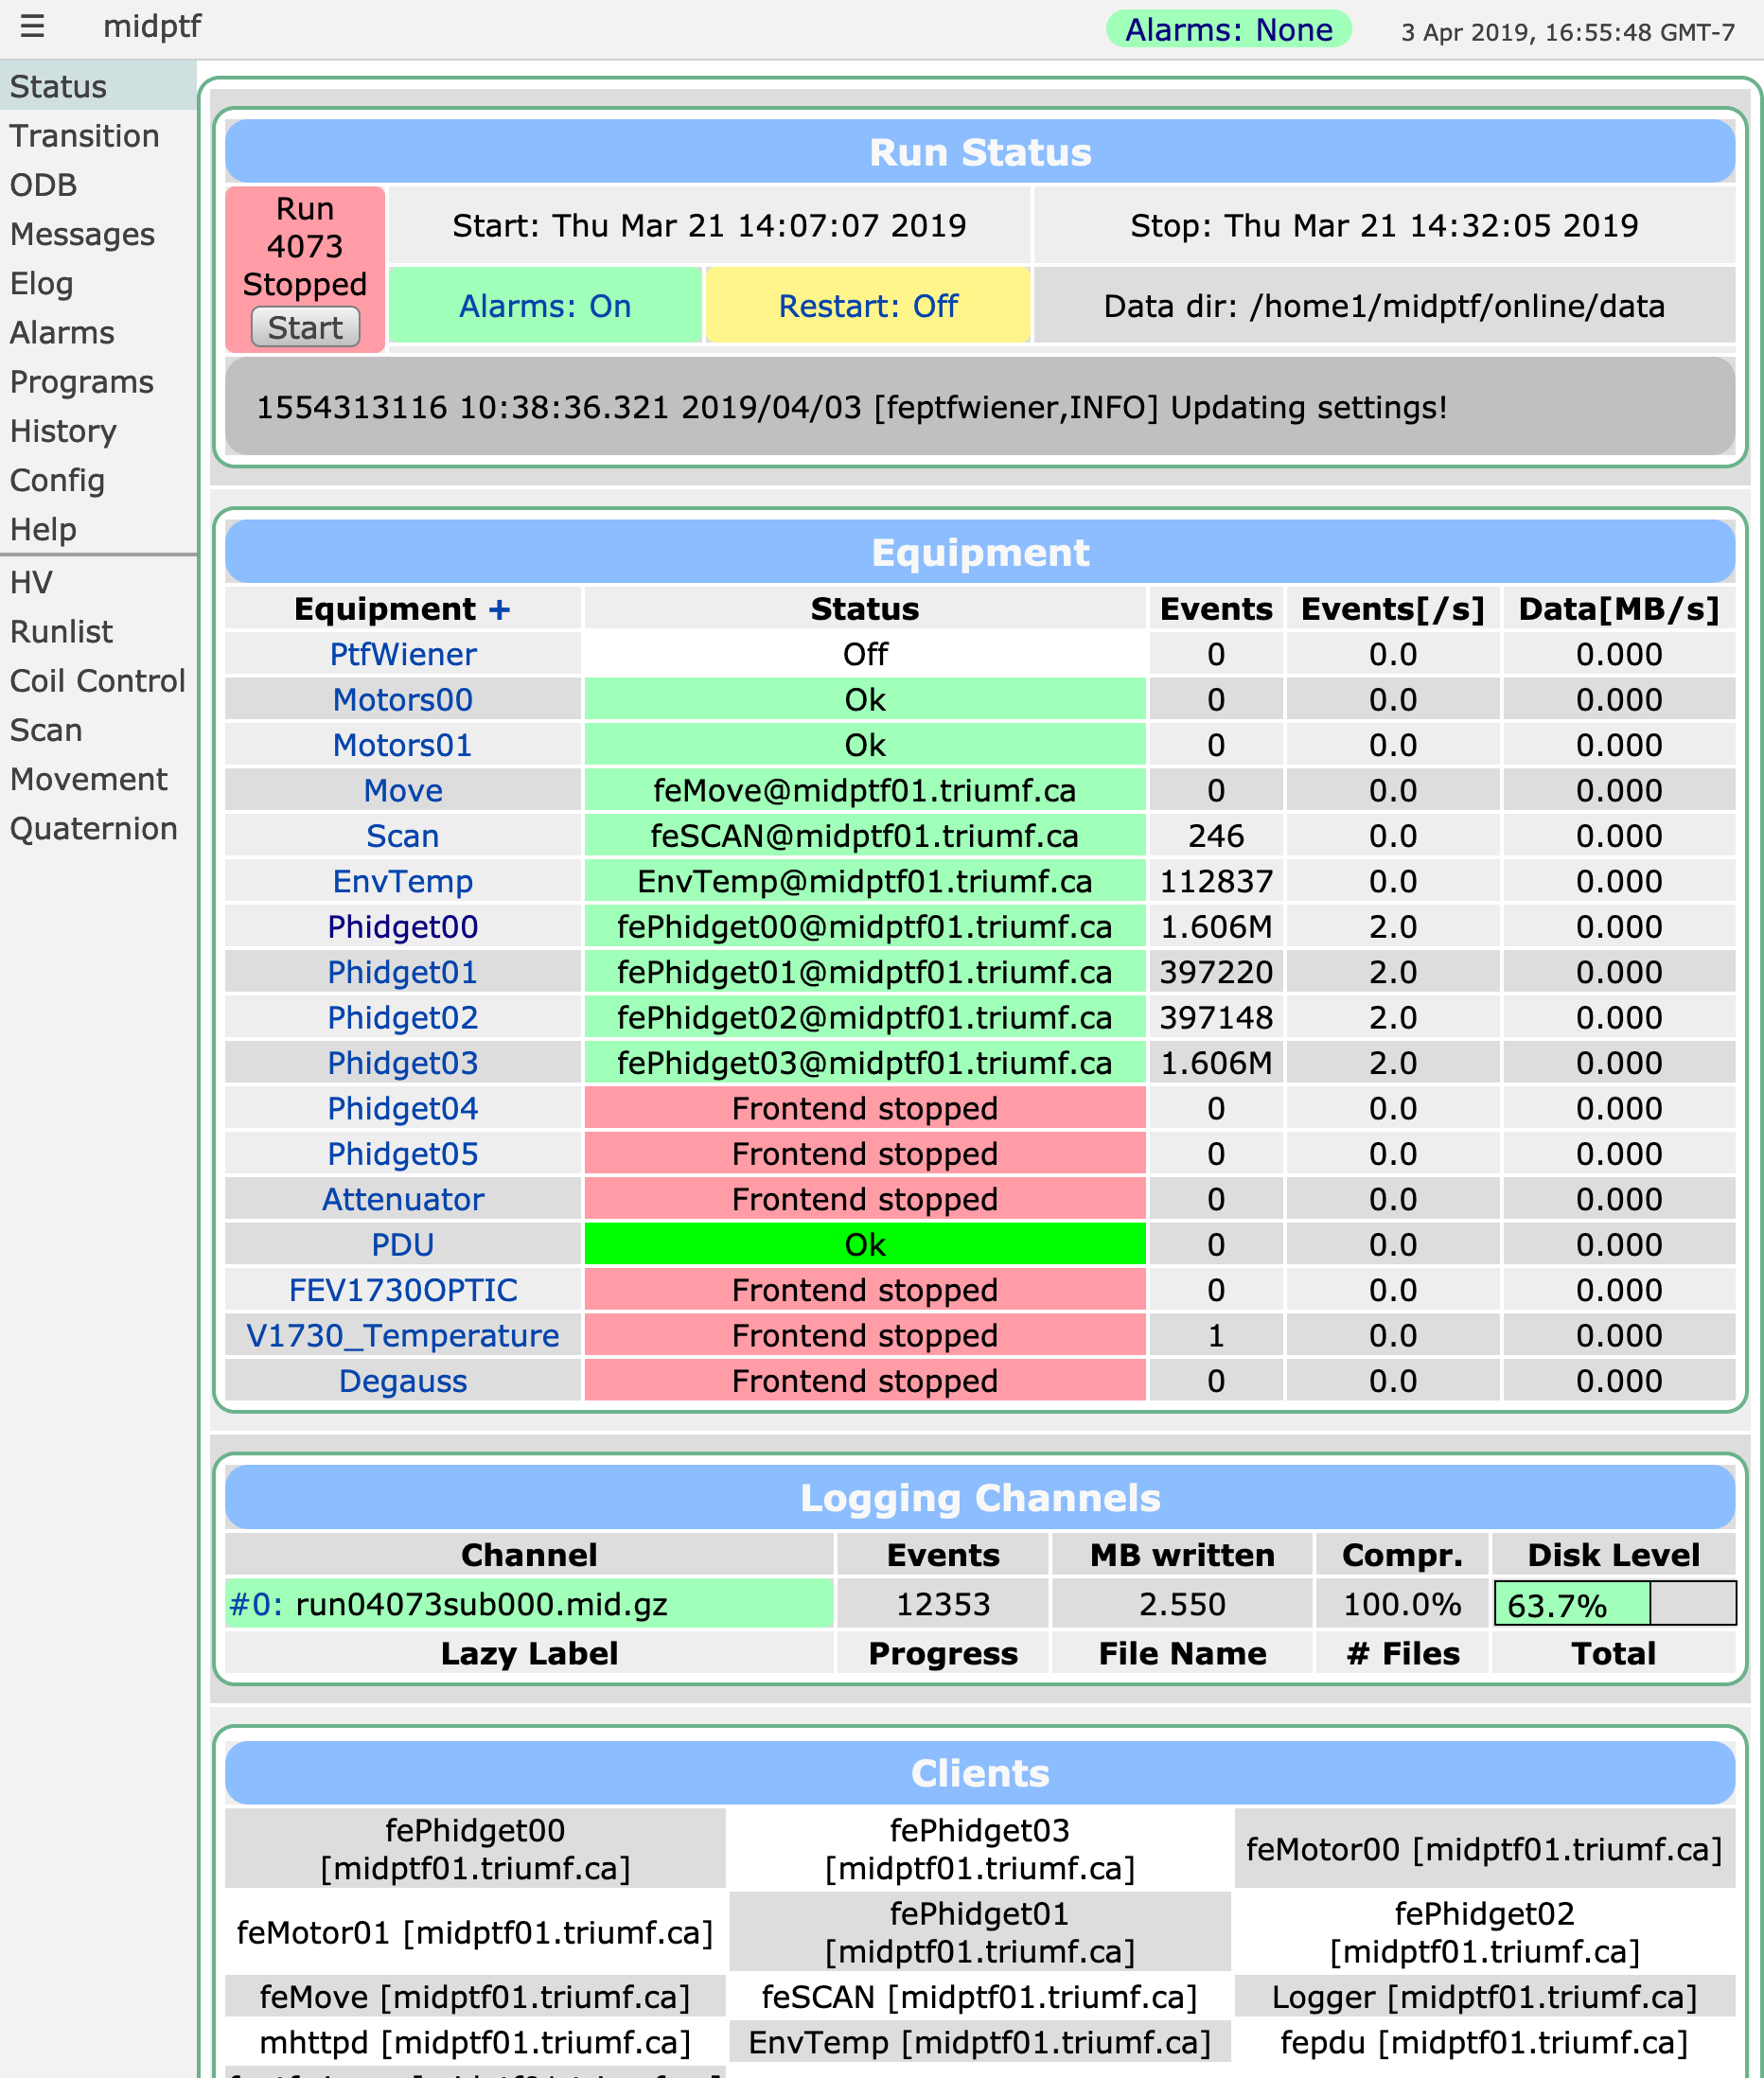 ☰ midptf Alarms: None 3 Apr 2019, 16:55:48 GMT-7
Status
Transition
ODB
Messages
Elog
Alarms
Programs
History
Config
Help
HV
Runlist
Coil Control
Scan
Movement
Quaternion
Run Status
Run
4073
Stopped
Start
Start: Thu Mar 21 14:07:07 2019 Stop: Thu Mar 21 14:32:05 2019
Alarms: On Restart: Off Data dir: /home1/midptf/online/data
1554313116 10:38:36.321 2019/04/03 [feptfwiener,INFO] Updating settings!
Equipment
Equipment + Status Events Events[/s] Data[MB/s]
PtfWiener Off 0 0.0 0.000
Motors00 Ok 0 0.0 0.000
Motors01 Ok 0 0.0 0.000
Move feMove@midptf01.triumf.ca 0 0.0 0.000
Scan feSCAN@midptf01.triumf.ca 246 0.0 0.000
EnvTemp EnvTemp@midptf01.triumf.ca 112837 0.0 0.000
Phidget00 fePhidget00@midptf01.triumf.ca 1.606M 2.0 0.000
Phidget01 fePhidget01@midptf01.triumf.ca 397220 2.0 0.000
Phidget02 fePhidget02@midptf01.triumf.ca 397148 2.0 0.000
Phidget03 fePhidget03@midptf01.triumf.ca 1.606M 2.0 0.000
Phidget04 Frontend stopped 0 0.0 0.000
Phidget05 Frontend stopped 0 0.0 0.000
Attenuator Frontend stopped 0 0.0 0.000
PDU Ok 0 0.0 0.000
FEV1730OPTIC Frontend stopped 0 0.0 0.000
V1730_Temperature Frontend stopped 1 0.0 0.000
Degauss Frontend stopped 0 0.0 0.000
Logging Channels
Channel Events MB written Compr. Disk Level
#0: run04073sub000.mid.gz 12353 2.550 100.0% 63.7%
Lazy Label Progress File Name # Files Total
Clients
fePhidget00
[midptf01.triumf.ca]
fePhidget03
[midptf01.triumf.ca]
feMotor00 [midptf01.triumf.ca]
feMotor01 [midptf01.triumf.ca]
fePhidget01
[midptf01.triumf.ca]
fePhidget02
[midptf01.triumf.ca]
feMove [midptf01.triumf.ca] feSCAN [midptf01.triumf.ca] Logger [midptf01.triumf.ca]
mhttpd [midptf01.triumf.ca] EnvTemp [midptf01.triumf.ca] fepdu [midptf01.triumf.ca]